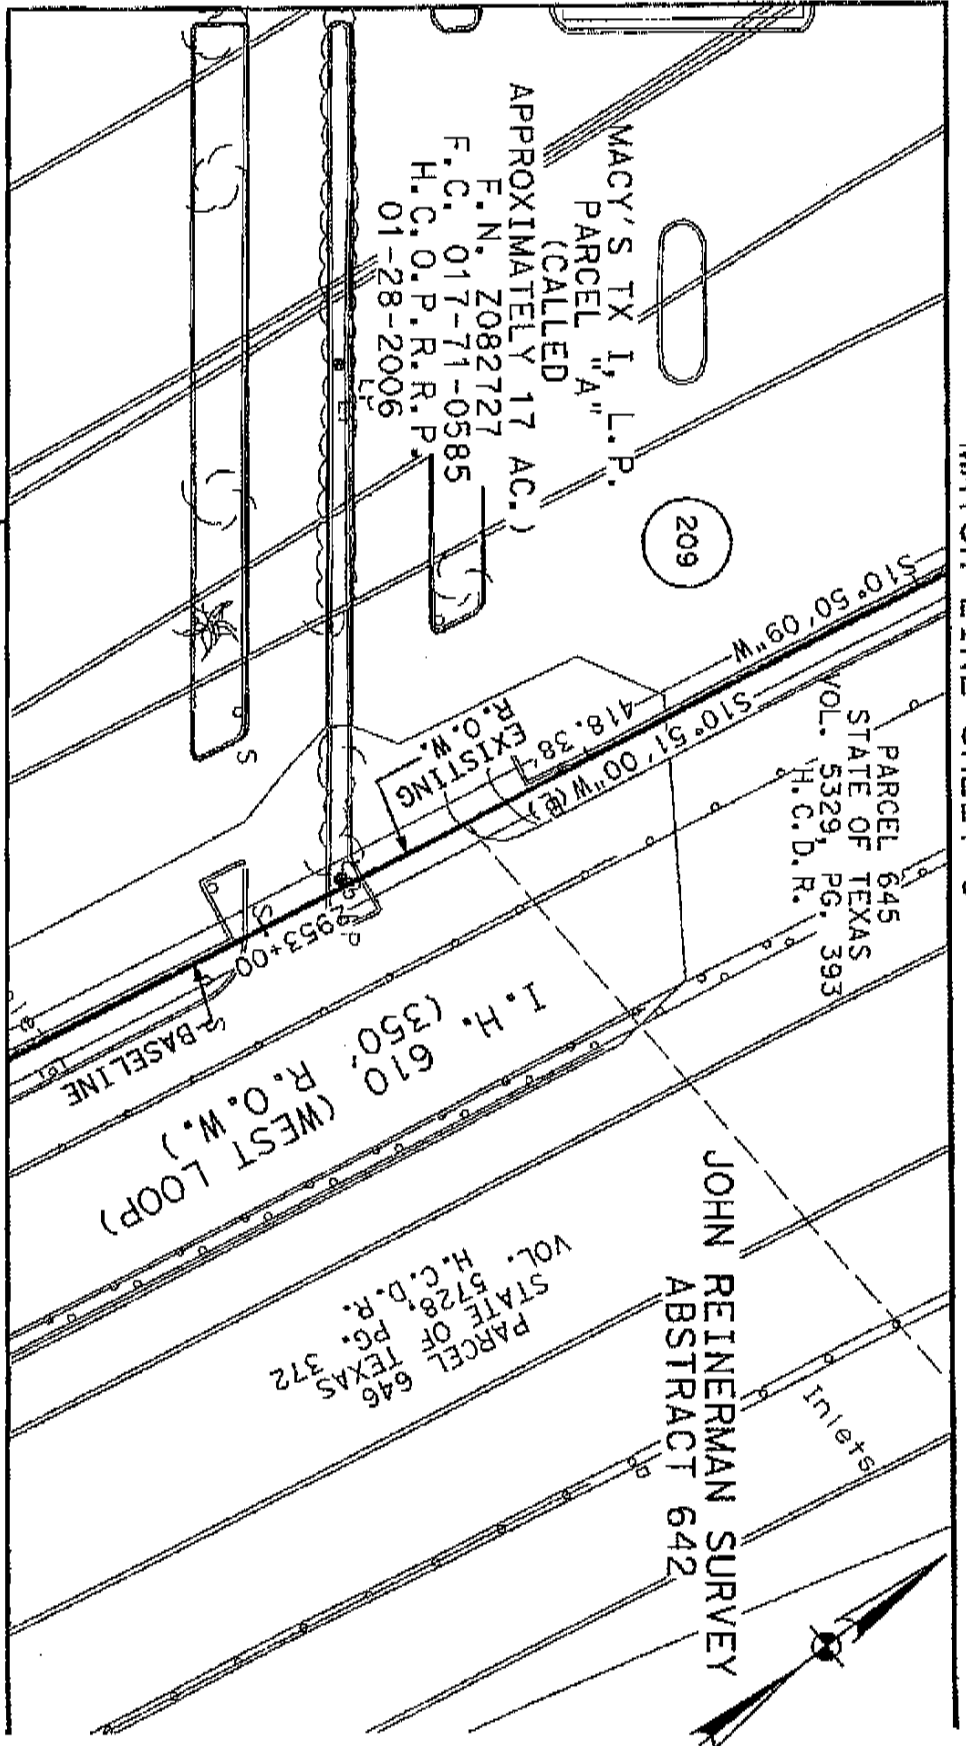 MACY'S TX I, L.P.
PARCEL "A"
(CALLED
APPROXIMATELY 17 AC.)
F.N. Z082727
F.C. 017-71-0585
H.C.O.P.R.R.P.
01-28-2006
209
S10°50'09"W
418.38'
S10°51'00"W
EXISTING
R.O.W.
PARCEL 645
STATE OF TEXAS
VOL. 5329, PG. 393
H.C.D.R.
2953+00
BASELINE
I.H. 610 (WEST LOOP)
(350' R.O.W.)
PARCEL 646
STATE OF TEXAS
VOL. 5728, PG. 372
H.C.D.R.
JOHN REINERMAN SURVEY
ABSTRACT 642
Inlets
S
S
S